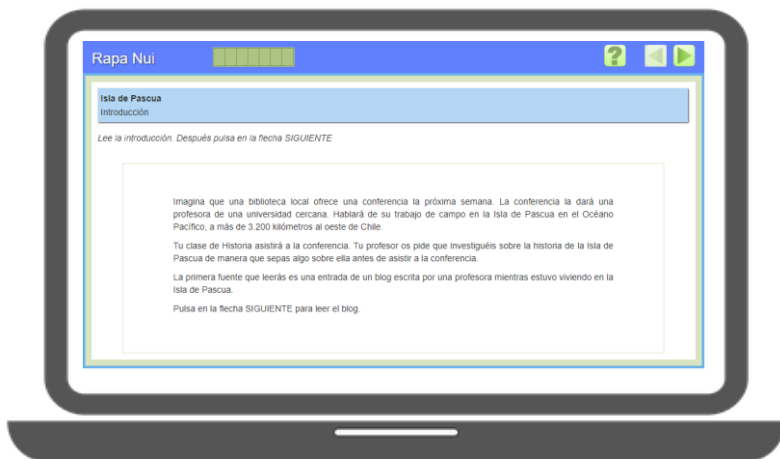 Rapa Nui
?
Isla de Pascua
Introducción
Lee la introducción. Después pulsa en la flecha SIGUIENTE
Imagina que una biblioteca local ofrece una conferencia la próxima semana. La conferencia la dará una
profesora de una universidad cercana. Hablará de su trabajo de campo en la Isla de Pascua en el Océano
Pacífico, a más de 3.200 kilómetros al oeste de Chile.
Tu clase de Historia asistirá a la conferencia. Tu profesor os pide que investiguéis sobre la historia de la Isla de
Pascua de manera que sepas algo sobre ella antes de asistir a la conferencia.
La primera fuente que leerás es una entrada de un blog escrita por una profesora mientras estuvo viviendo en la
Isla de Pascua.
Pulsa en la flecha SIGUIENTE para leer el blog.